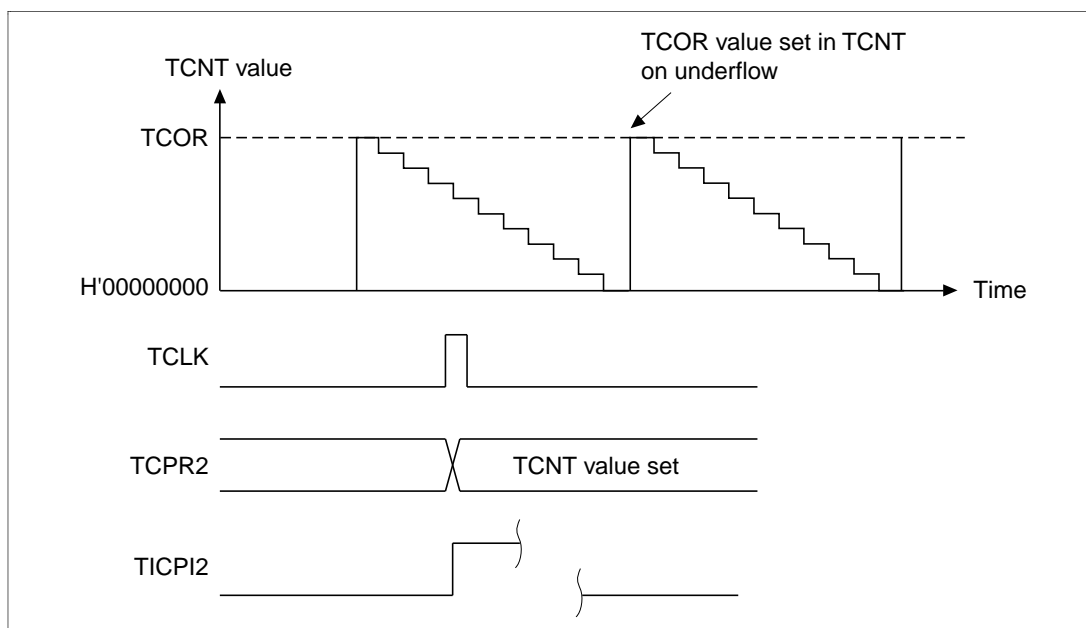 TCOR value set in TCNT
on underflow
TCNT value
TCOR
H'00000000
Time
TCLK
TCPR2
TCNT value set
TICPI2